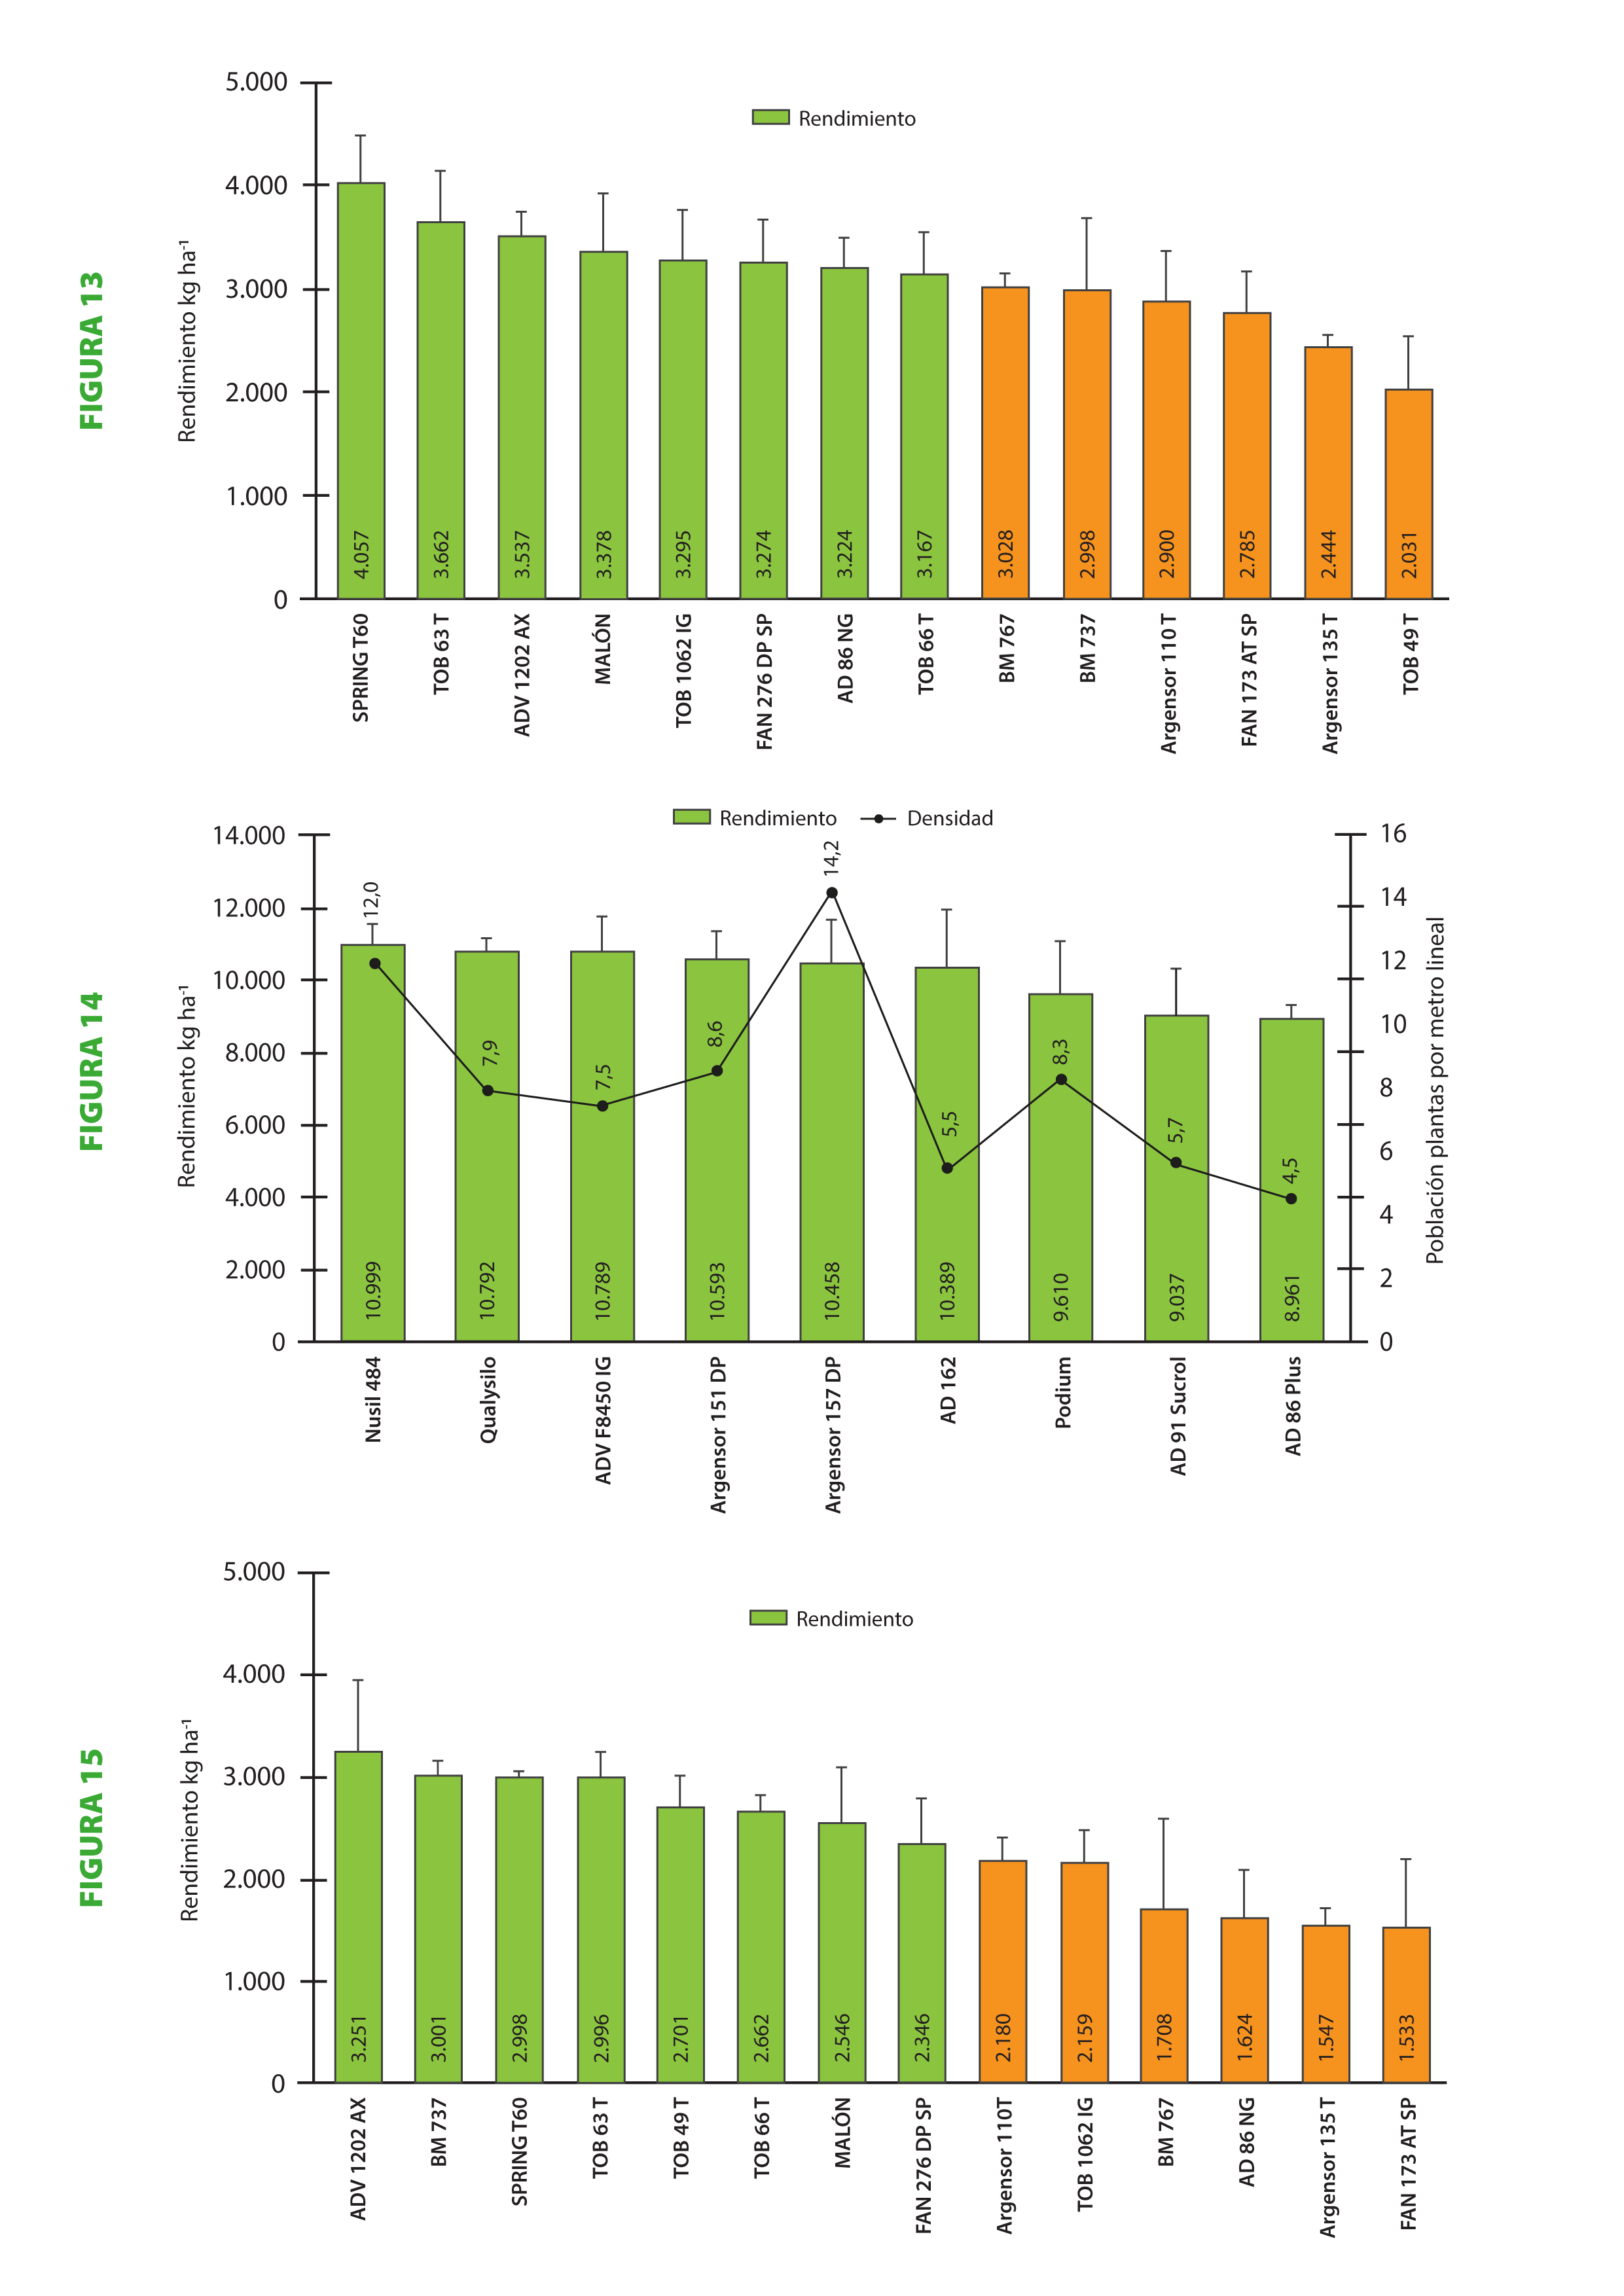 FIGURA 13
Rendimiento kg ha-1
Rendimiento
5.000
4.000
3.000
2.000
1.000
0
4.057
3.662
3.537
3.378
3.295
3.274
3.224
3.167
3.028
2.998
2.900
2.785
2.444
2.031
SPRING T60
TOB 63 T
ADV 1202 AX
MALÓN
TOB 1062 IG
FAN 276 DP SP
AD 86 NG
TOB 66 T
BM 767
BM 737
Argensor 110 T
FAN 173 AT SP
Argensor 135 T
TOB 49 T
FIGURA 14
Rendimiento kg ha-1
Rendimiento
Densidad
14.000
12.000
10.000
8.000
6.000
4.000
2.000
0
12,0
7,9
7,5
8,6
14,2
5,5
8,3
5,7
4,5
10.999
10.792
10.789
10.593
10.458
10.389
9.610
9.037
8.961
16
14
12
10
8
6
4
2
0
Población plantas por metro lineal
Nusil 484
Qualysilo
ADV F8450 IG
Argensor 151 DP
Argensor 157 DP
AD 162
Podium
AD 91 Sucrol
AD 86 Plus
FIGURA 15
Rendimiento kg ha-1
Rendimiento
5.000
4.000
3.000
2.000
1.000
0
3.251
3.001
2.998
2.996
2.701
2.662
2.546
2.346
2.180
2.159
1.708
1.624
1.547
1.533
ADV 1202 AX
BM 737
SPRING T60
TOB 63 T
TOB 49 T
TOB 66 T
MALÓN
FAN 276 DP SP
Argensor 110T
TOB 1062 IG
BM 767
AD 86 NG
Argensor 135 T
FAN 173 AT SP